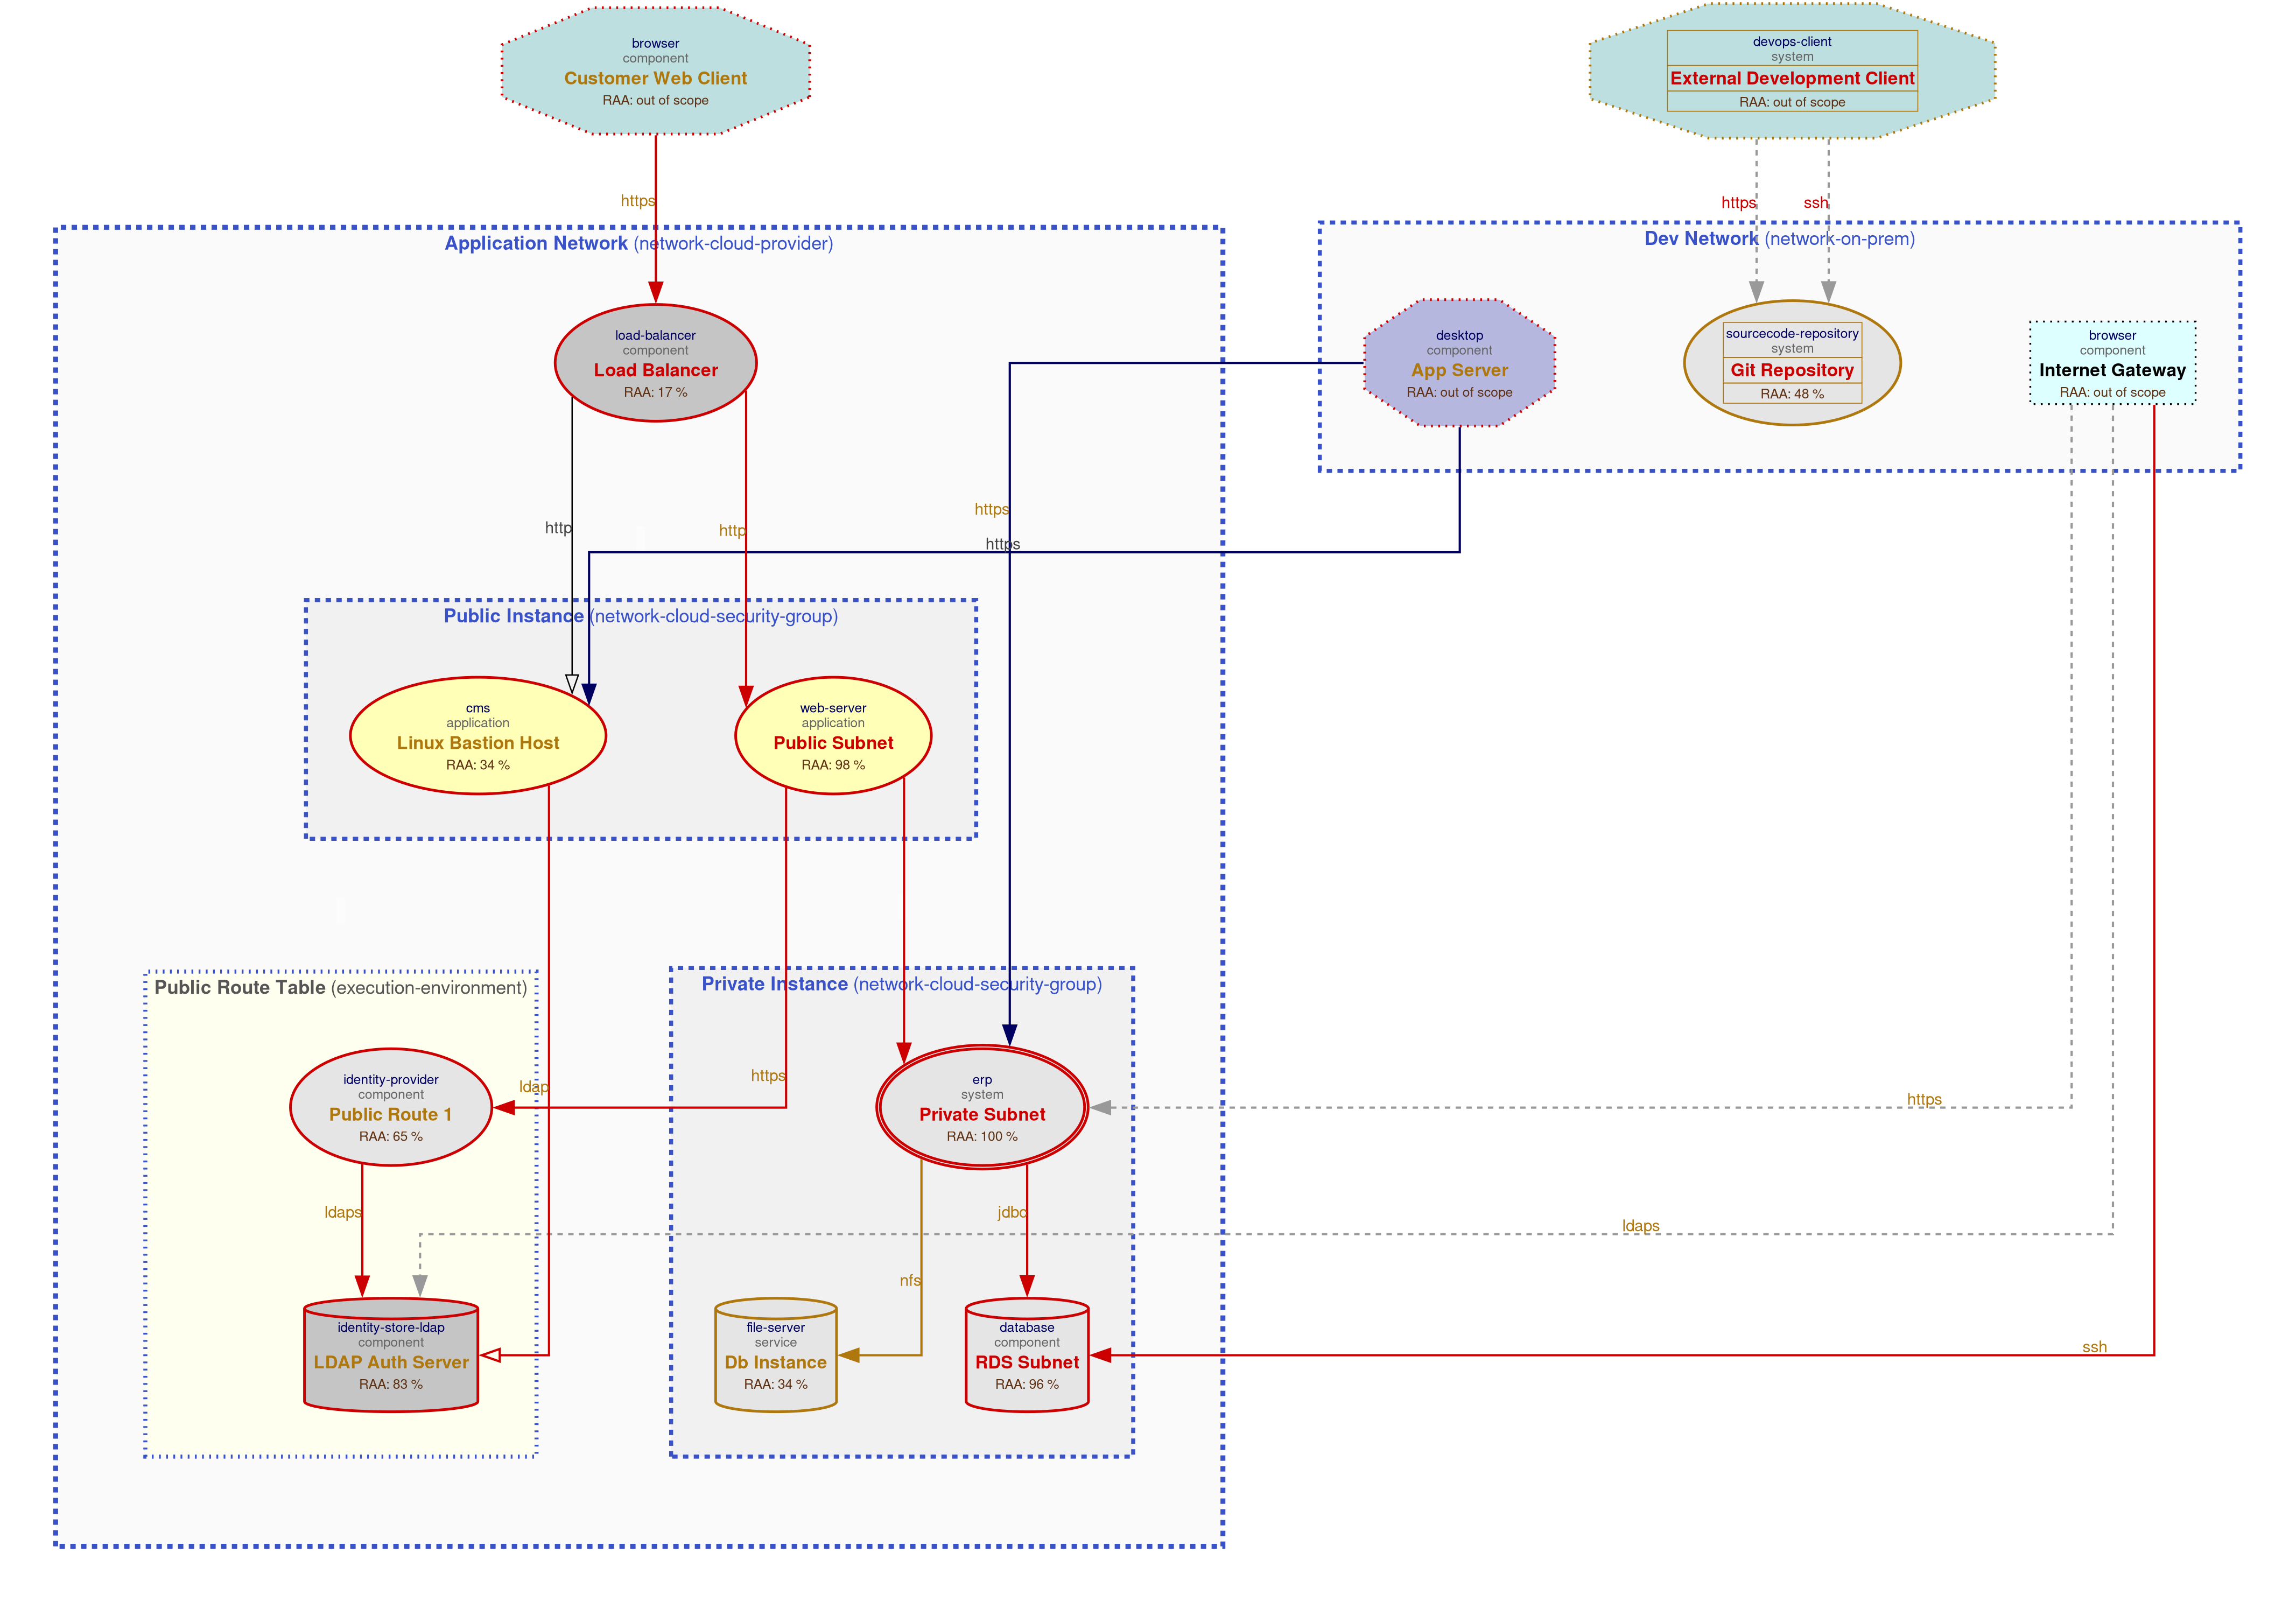 browser
component
Customer Web Client
RAA: out of scope
devops-client
system
External Development Client
RAA: out of scope
https
https
ssh
Application Network (network-cloud-provider)
Dev Network (network-on-prem)
load-balancer
component
Load Balancer
RAA: 17 %
desktop
component
App Server
RAA: out of scope
sourcecode-repository
system
Git Repository
RAA: 48 %
browser
component
Internet Gateway
RAA: out of scope
http
http
https
https
Public Instance (network-cloud-security-group)
cms
application
Linux Bastion Host
RAA: 34 %
web-server
application
Public Subnet
RAA: 98 %
Public Route Table (execution-environment)
Private Instance (network-cloud-security-group)
identity-provider
component
Public Route 1
RAA: 65 %
ldap
https
erp
system
Private Subnet
RAA: 100 %
https
ldaps
jdbc
ldaps
nfs
identity-store-ldap
component
LDAP Auth Server
RAA: 83 %
file-server
service
Db Instance
RAA: 34 %
database
component
RDS Subnet
RAA: 96 %
ssh